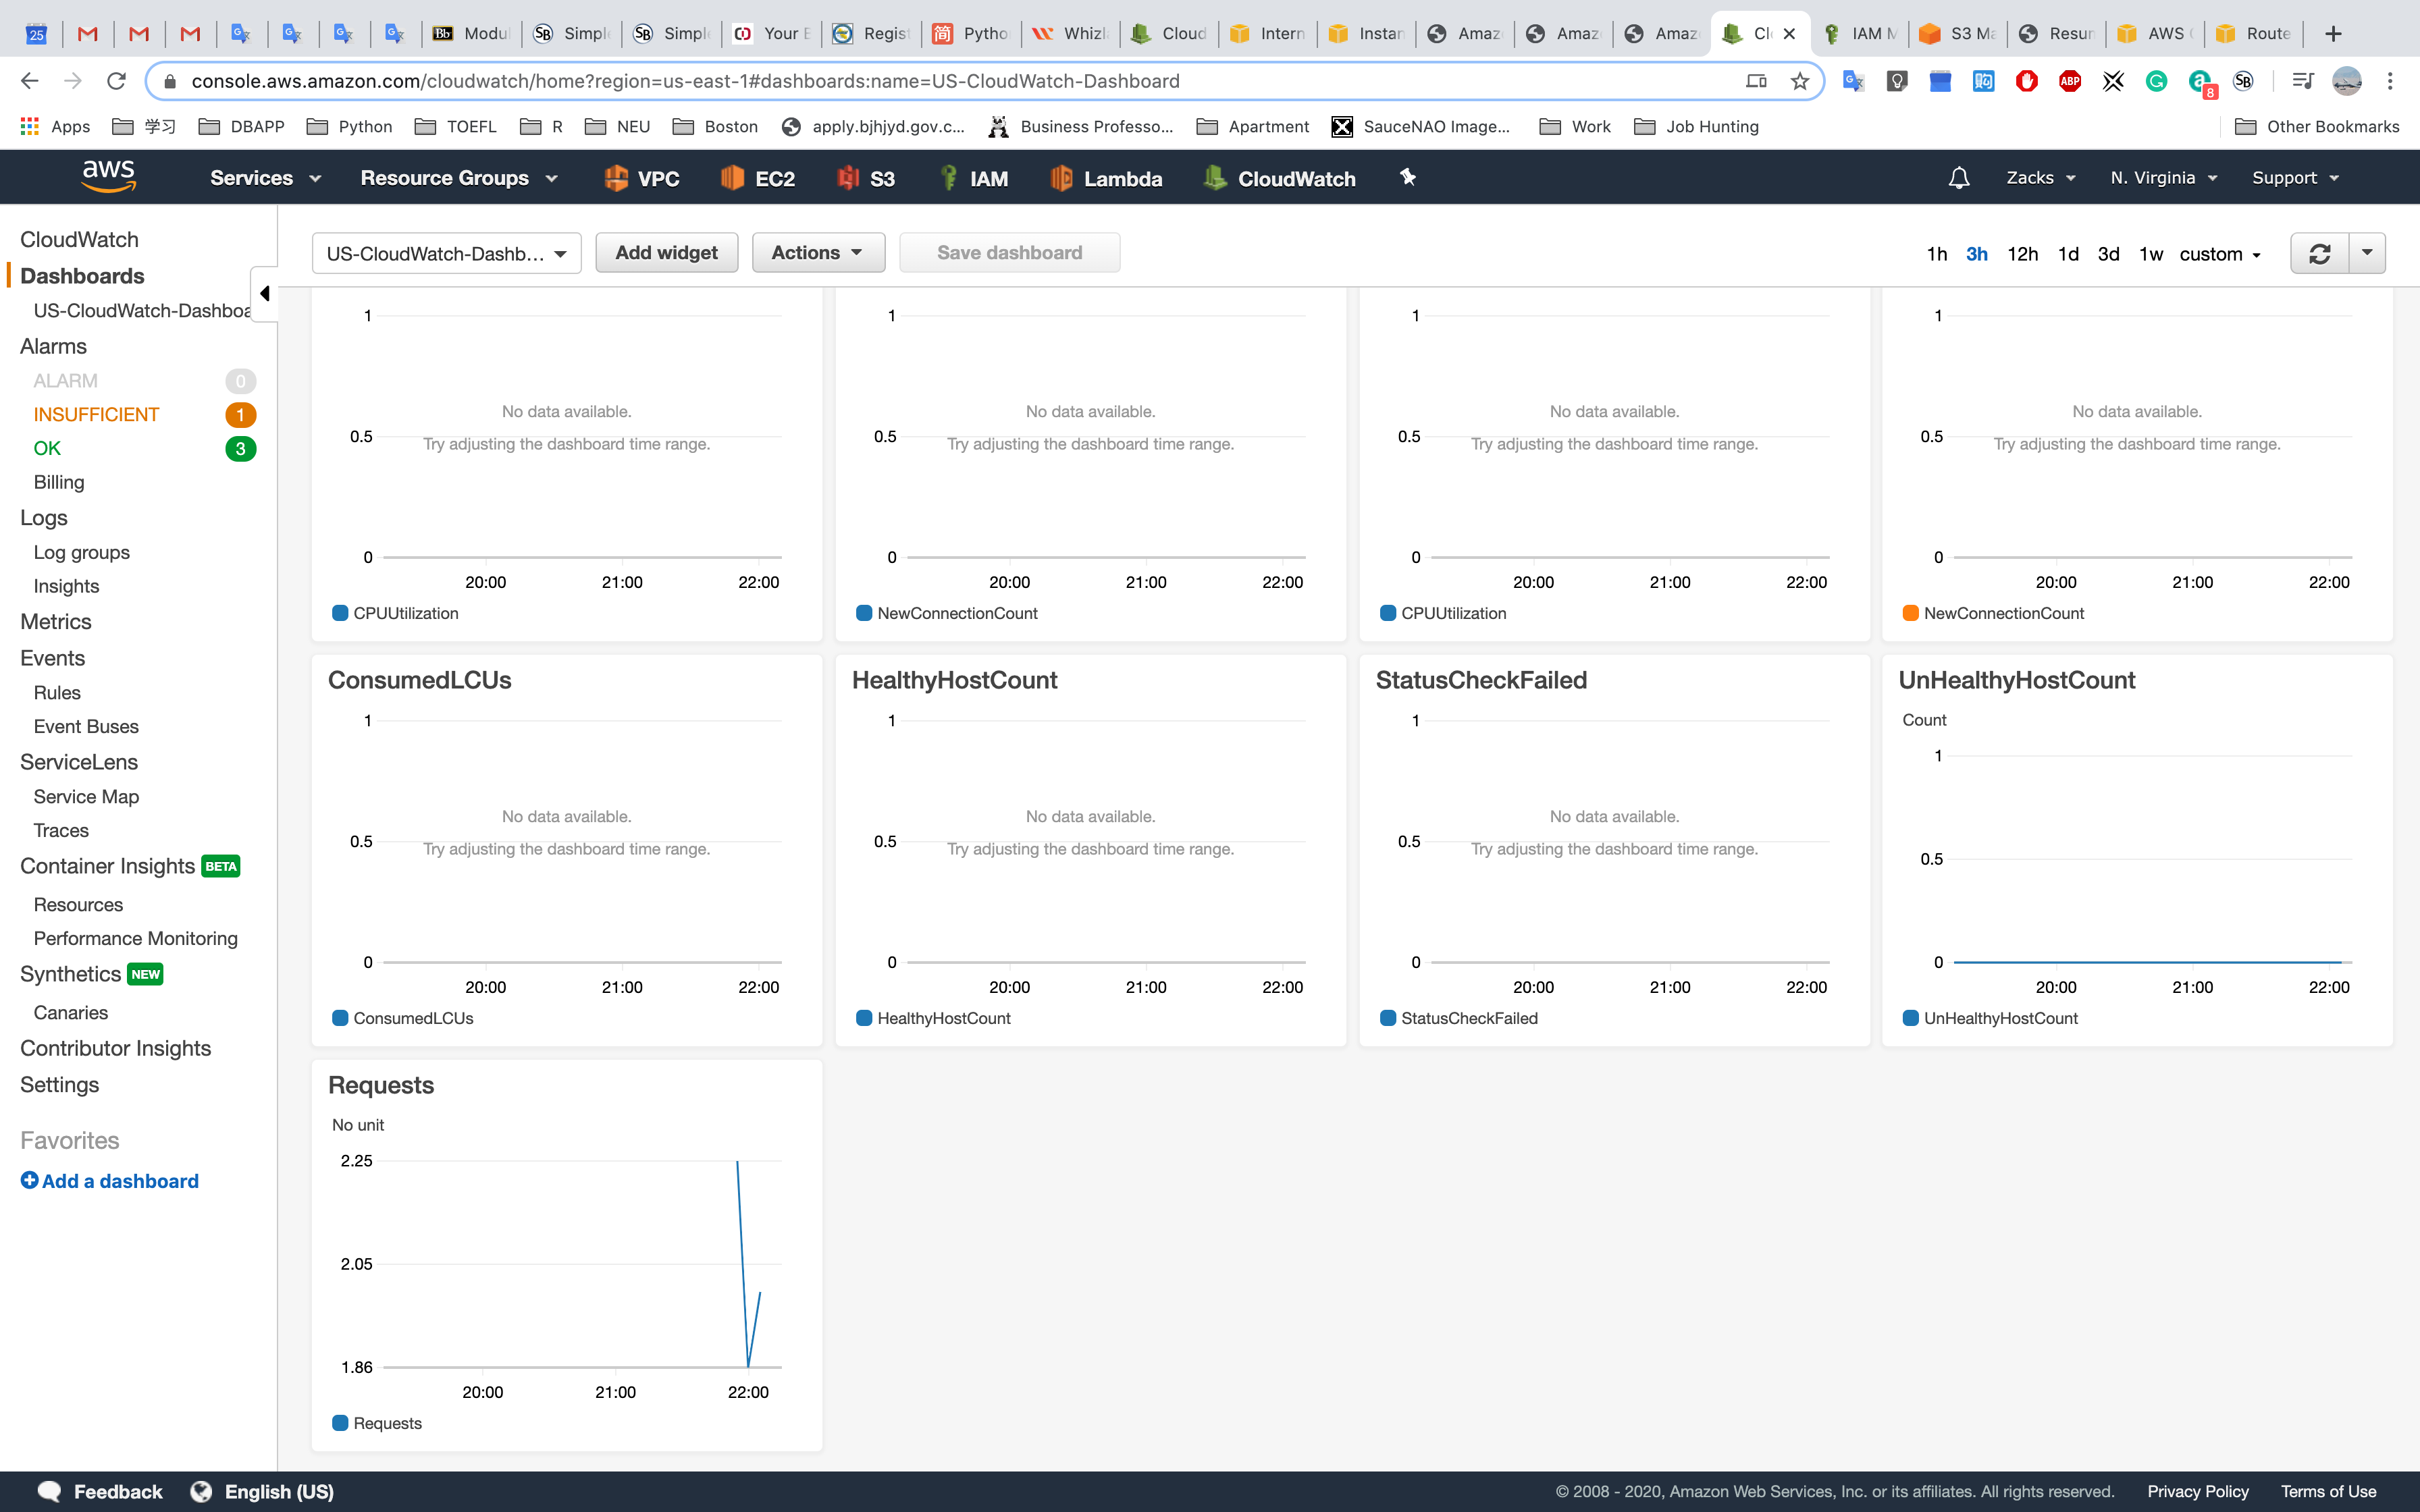 25 Bb Modul SB Simple SB Simple Your E Regist 简 Pytho Whizl Cloud Intern Instan Amaz Amaz Amaz Cl IAM M S3 Ma Resum AWS Route
console.aws.amazon.com/cloudwatch/home?region=us-east-1#dashboards:name=US-CloudWatch-Dashboard
ABP 8 SB
Apps 学习 DBAPP Python TOEFL R NEU Boston apply.bjhjyd.gov.c... Business Professo... Apartment SauceNAO Image... Work Job Hunting Other Bookmarks
aws Services Resource Groups VPC EC2 S3 IAM Lambda CloudWatch Zacks N. Virginia Support
CloudWatch
Dashboards
US-CloudWatch-Dashboa
Alarms
ALARM 0
INSUFFICIENT 1
OK 3
Billing
Logs
Log groups
Insights
Metrics
Events
Rules
Event Buses
ServiceLens
Service Map
Traces
Container Insights BETA
Resources
Performance Monitoring
Synthetics NEW
Canaries
Contributor Insights
Settings
Favorites
Add a dashboard
US-CloudWatch-Dashb... Add widget Actions Save dashboard 1h 3h 12h 1d 3d 1w custom
1
No data available.
0.5
Try adjusting the dashboard time range.
0
20:00 21:00 22:00
CPUUtilization
1
No data available.
0.5
Try adjusting the dashboard time range.
0
20:00 21:00 22:00
NewConnectionCount
1
No data available.
0.5
Try adjusting the dashboard time range.
0
20:00 21:00 22:00
CPUUtilization
1
No data available.
0.5
Try adjusting the dashboard time range.
0
20:00 21:00 22:00
NewConnectionCount
ConsumedLCUs
1
No data available.
0.5
Try adjusting the dashboard time range.
0
20:00 21:00 22:00
ConsumedLCUs
HealthyHostCount
1
No data available.
0.5
Try adjusting the dashboard time range.
0
20:00 21:00 22:00
HealthyHostCount
StatusCheckFailed
1
No data available.
0.5
Try adjusting the dashboard time range.
0
20:00 21:00 22:00
StatusCheckFailed
UnHealthyHostCount
Count
1
0.5
0
20:00 21:00 22:00
UnHealthyHostCount
Requests
No unit
2.25
2.05
1.86
20:00 21:00 22:00
Requests
Feedback English (US) © 2008 - 2020, Amazon Web Services, Inc. or its affiliates. All rights reserved. Privacy Policy Terms of Use